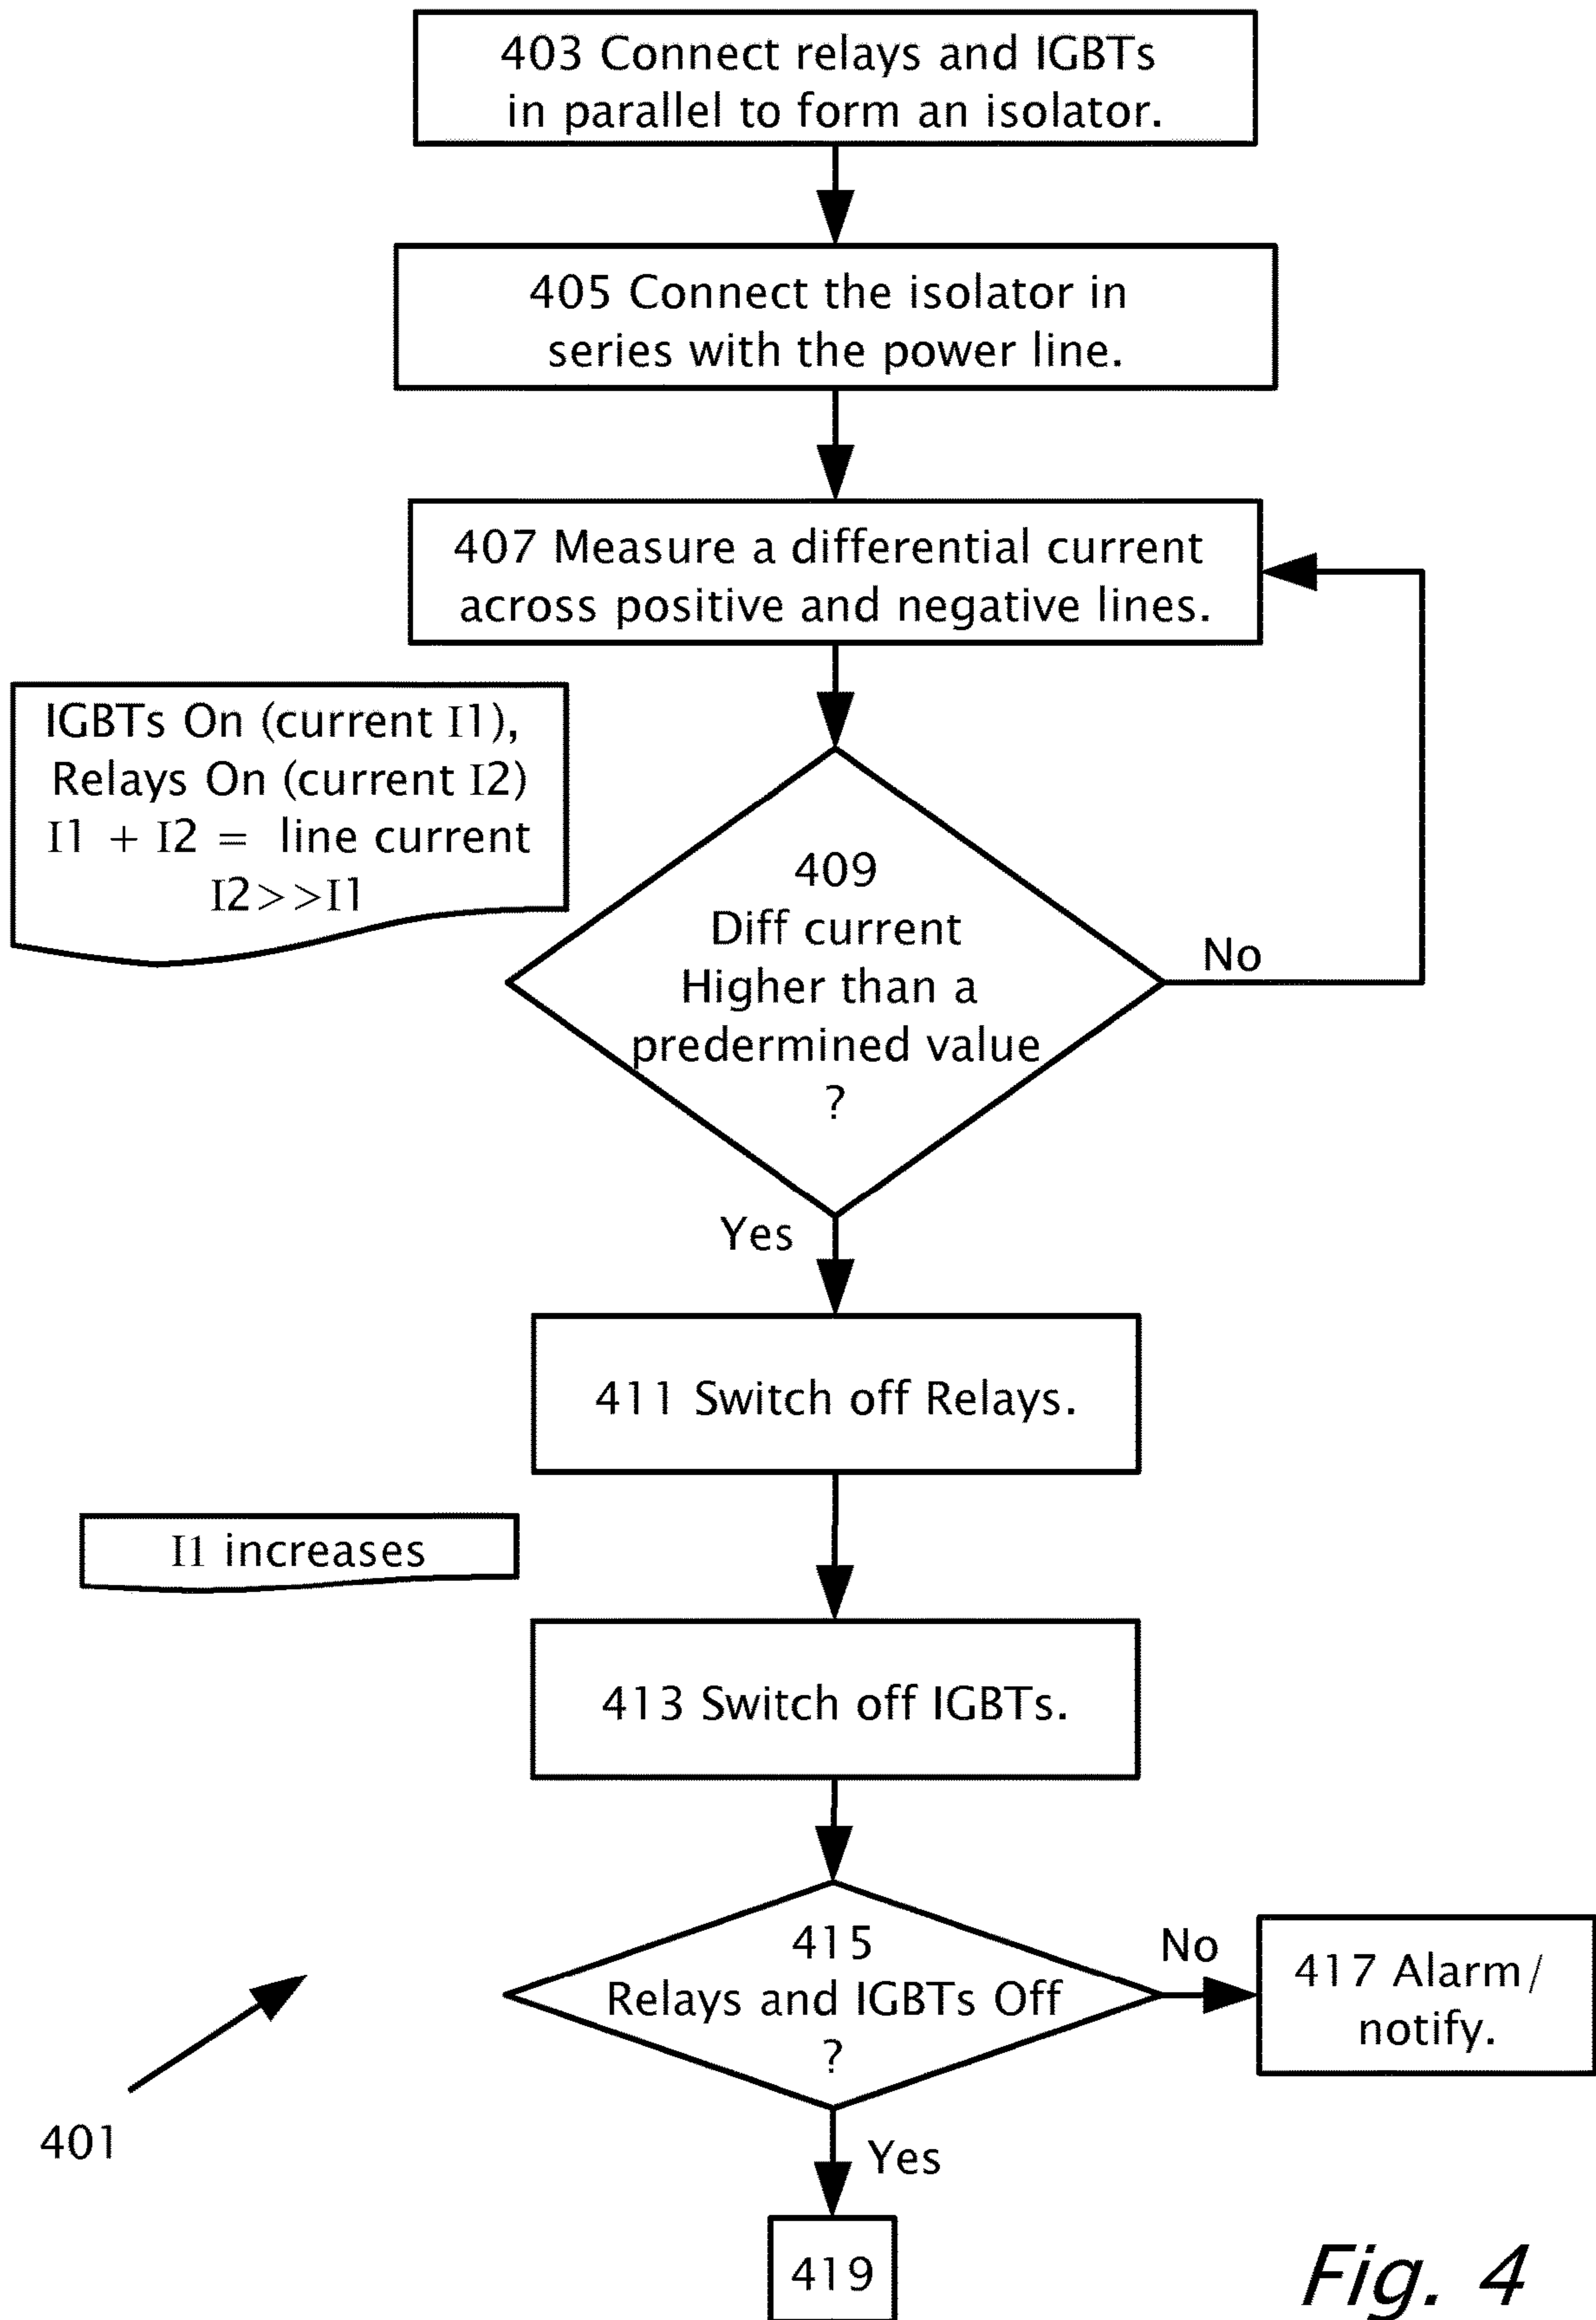 403 Connect relays and IGBTs
in parallel to form an isolator.
405 Connect the isolator in
series with the power line.
407 Measure a differential current
across positive and negative lines.
IGBTs On (current I1),
Relays On (current I2)
I1 + I2 = line current
I2>>I1
409
Diff current
Higher than a
predermined value
?
No
Yes
411 Switch off Relays.
I1 increases
413 Switch off IGBTs.
415
Relays and IGBTs Off
?
No
417 Alarm/
notify.
401
Yes
419
Fig. 4